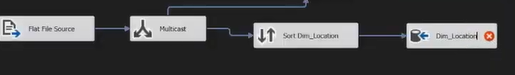 Flat File Source
Multicast
Sort Dim_Location
Dim_Location